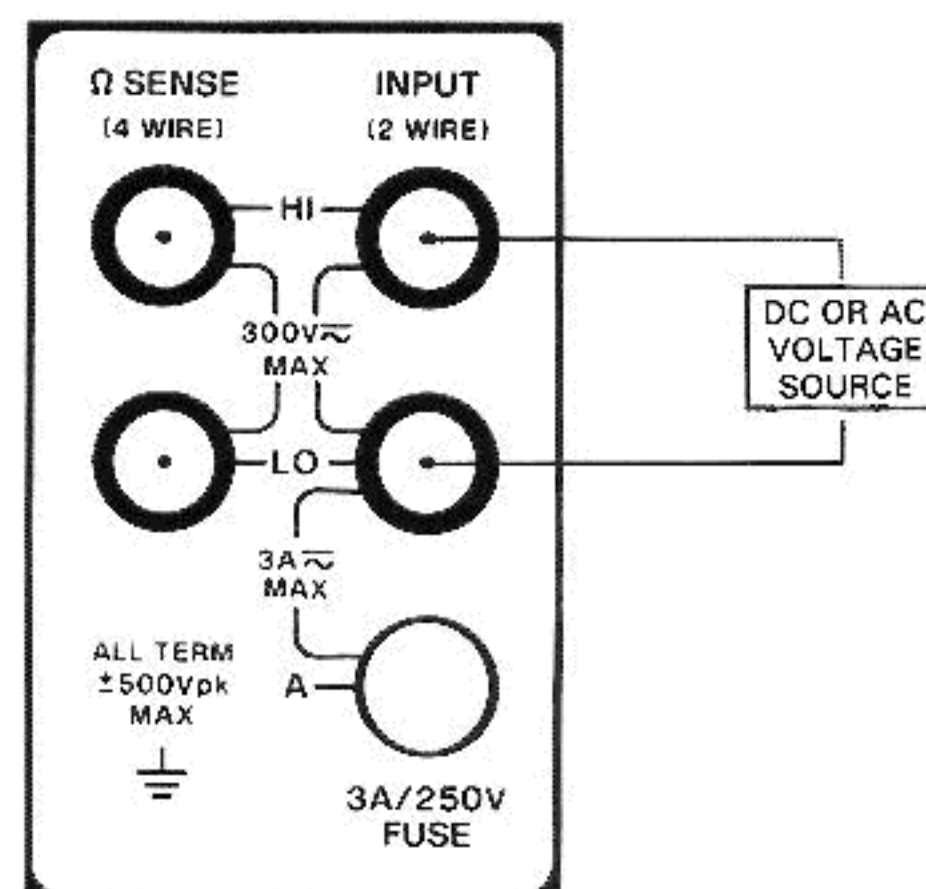 Ω SENSE
(4 WIRE)
INPUT
(2 WIRE)
HI
300V⏦
MAX
LO
3A⏦
MAX
ALL TERM
±500Vpk
MAX
A
3A/250V
FUSE
DC OR AC
VOLTAGE
SOURCE